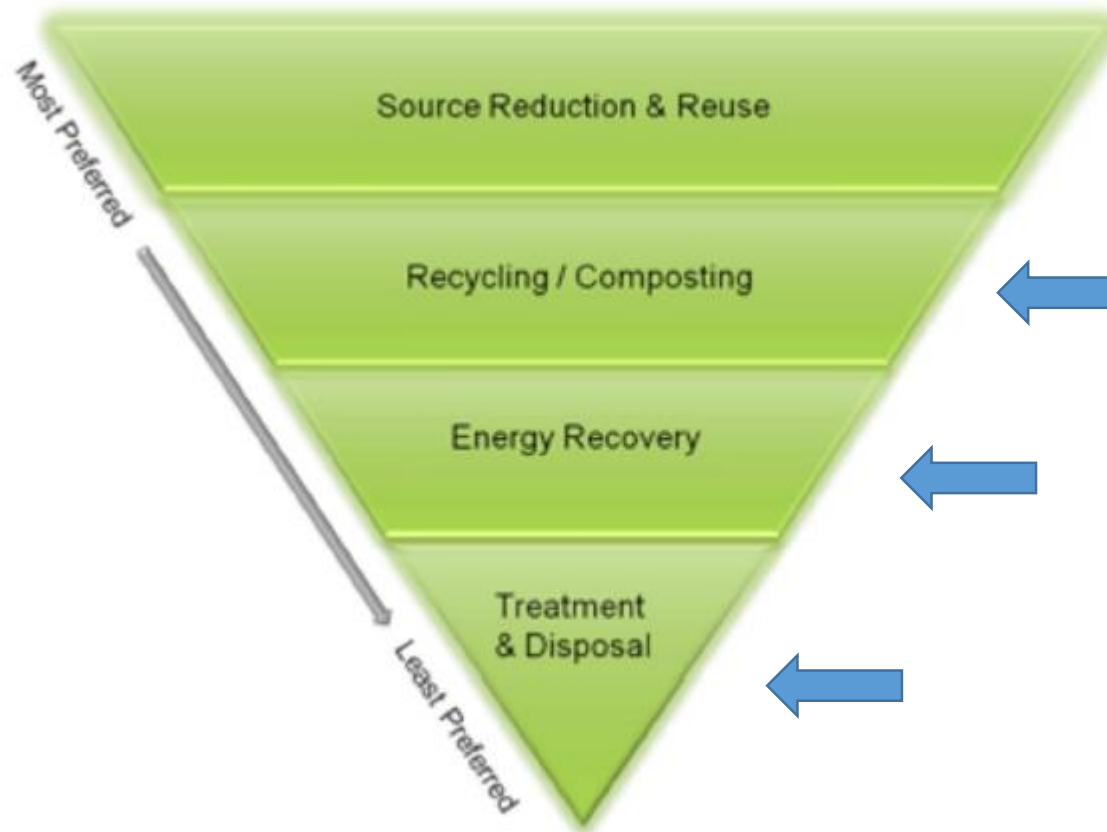 Source Reduction & Reuse
Most Preferred
Recycling / Composting
Energy Recovery
Treatment
& Disposal
Least Preferred